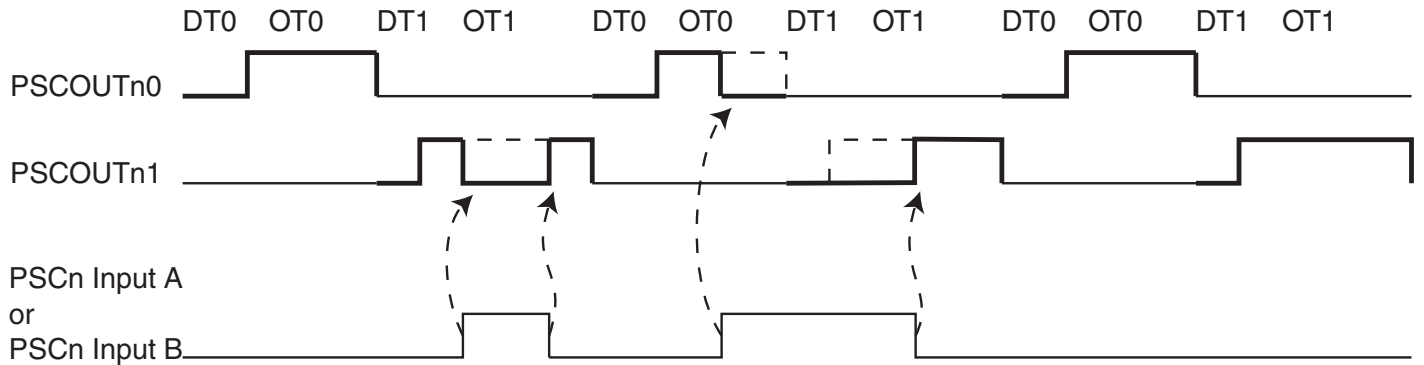 DT0 OT0 DT1 OT1 DT0 OT0 DT1 OT1 DT0 OT0 DT1 OT1
PSCOUTn0
PSCOUTn1
PSCn Input A
or
PSCn Input B